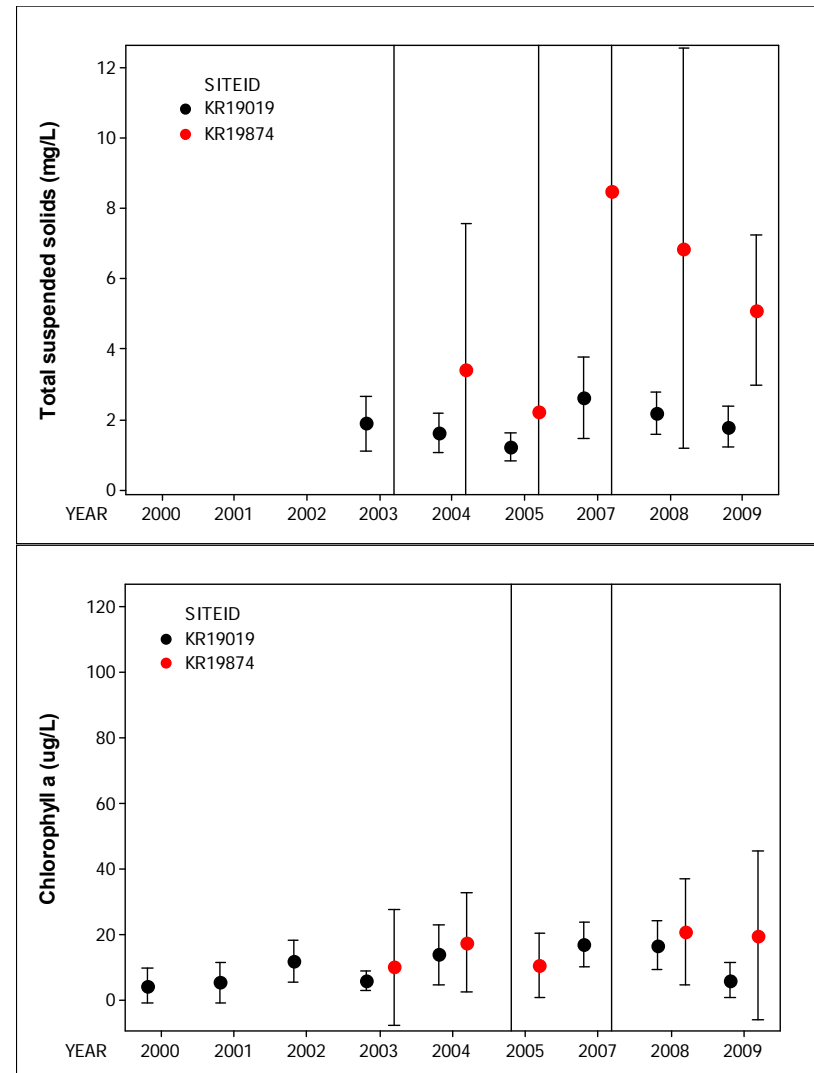 Total suspended solids (mg/L)
12
10
8
6
4
2
0
SITEID
KR19019
KR19874
YEAR 2000 2001 2002 2003 2004 2005 2007 2008 2009
Chlorophyll a (ug/L)
120
100
80
60
40
20
0
SITEID
KR19019
KR19874
YEAR 2000 2001 2002 2003 2004 2005 2007 2008 2009